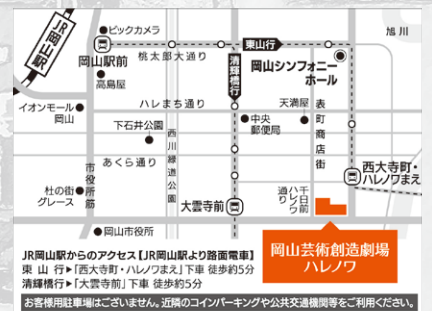 JR岡山駅
ビックカメラ
岡山駅前
高島屋
桃太郎大通り
東山行
清輝橋行
岡山シンフォニー
ホール
旭川
イオンモール
岡山
ハレまち通り
天満屋
中央
郵便局
表町商店街
下石井公園
西川緑道公園
あくら通り
市役所筋
杜の街
グレース
大雲寺前
千日前
ハレノワ
通り
西大寺町・
ハレノワまえ
岡山市役所
岡山芸術創造劇場
ハレノワ
JR岡山駅からのアクセス【JR岡山駅より路面電車】
東 山 行▶「西大寺町・ハレノワまえ」下車 徒歩約5分
清輝橋行▶「大雲寺前」下車 徒歩約5分
お客様用駐車場はございません。近隣のコインパーキングや公共交通機関等をご利用ください。